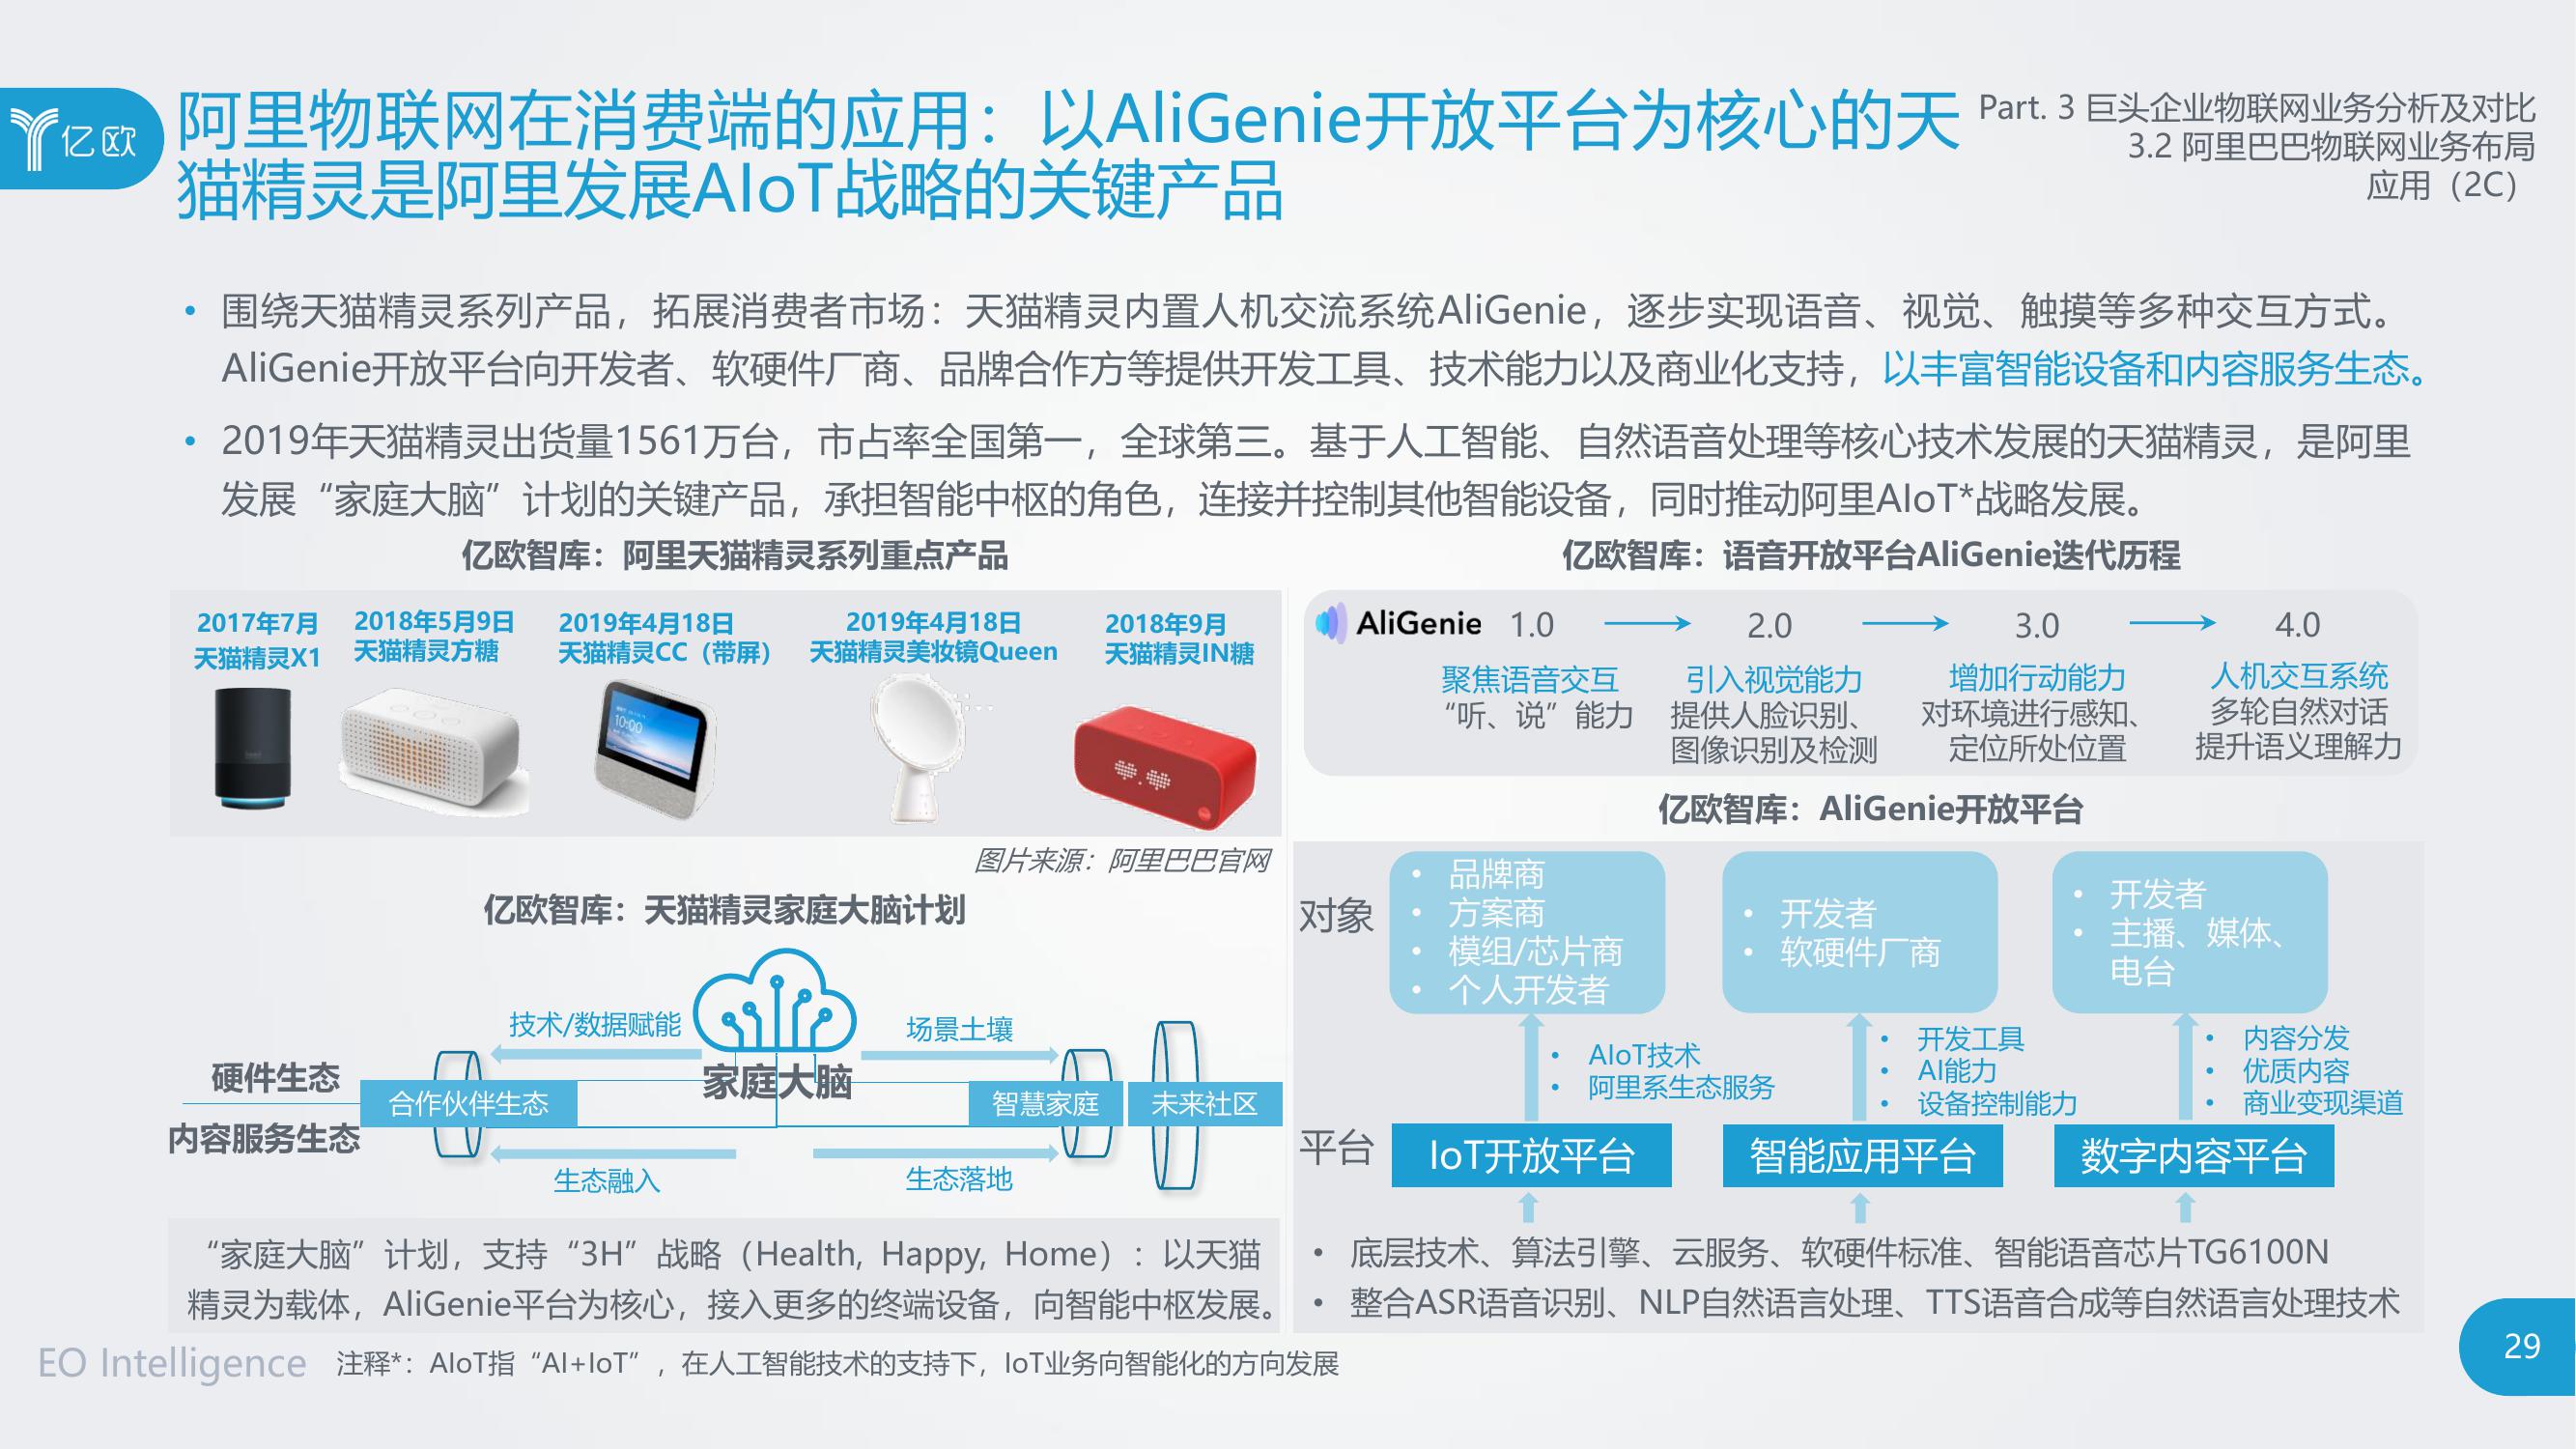 亿欧
阿里物联网在消费端的应用：以AliGenie开放平台为核心的天
猫精灵是阿里发展AIoT战略的关键产品
Part. 3 巨头企业物联网业务分析及对比
3.2 阿里巴巴物联网业务布局
应用（2C）
• 围绕天猫精灵系列产品，拓展消费者市场：天猫精灵内置人机交流系统AliGenie，逐步实现语音、视觉、触摸等多种交互方式。
AliGenie开放平台向开发者、软硬件厂商、品牌合作方等提供开发工具、技术能力以及商业化支持，以丰富智能设备和内容服务生态。
• 2019年天猫精灵出货量1561万台，市占率全国第一，全球第三。基于人工智能、自然语音处理等核心技术发展的天猫精灵，是阿里
发展“家庭大脑”计划的关键产品，承担智能中枢的角色，连接并控制其他智能设备，同时推动阿里AIoT*战略发展。
亿欧智库：阿里天猫精灵系列重点产品
2017年7月
天猫精灵X1
2018年5月9日
天猫精灵方糖
2019年4月18日
天猫精灵CC（带屏）
2019年4月18日
天猫精灵美妆镜Queen
2018年9月
天猫精灵IN糖
10:00
图片来源：阿里巴巴官网
亿欧智库：天猫精灵家庭大脑计划
技术/数据赋能
场景土壤
家庭大脑
硬件生态
内容服务生态
合作伙伴生态
智慧家庭
未来社区
生态融入
生态落地
“家庭大脑”计划，支持“3H”战略（Health, Happy, Home）：以天猫
精灵为载体，AliGenie平台为核心，接入更多的终端设备，向智能中枢发展。
亿欧智库：语音开放平台AliGenie迭代历程
AliGenie 1.0
2.0
3.0
4.0
聚焦语音交互
“听、说”能力
引入视觉能力
提供人脸识别、
图像识别及检测
增加行动能力
对环境进行感知、
定位所处位置
人机交互系统
多轮自然对话
提升语义理解力
亿欧智库：AliGenie开放平台
对象
• 品牌商
• 方案商
• 模组/芯片商
• 个人开发者
• 开发者
• 软硬件厂商
• 开发者
• 主播、媒体、
电台
• AIoT技术
• 阿里系生态服务
• 开发工具
• AI能力
• 设备控制能力
• 内容分发
• 优质内容
• 商业变现渠道
平台
IoT开放平台
智能应用平台
数字内容平台
• 底层技术、算法引擎、云服务、软硬件标准、智能语音芯片TG6100N
• 整合ASR语音识别、NLP自然语言处理、TTS语音合成等自然语言处理技术
EO Intelligence
注释*：AIoT指“AI+IoT”，在人工智能技术的支持下，IoT业务向智能化的方向发展
29